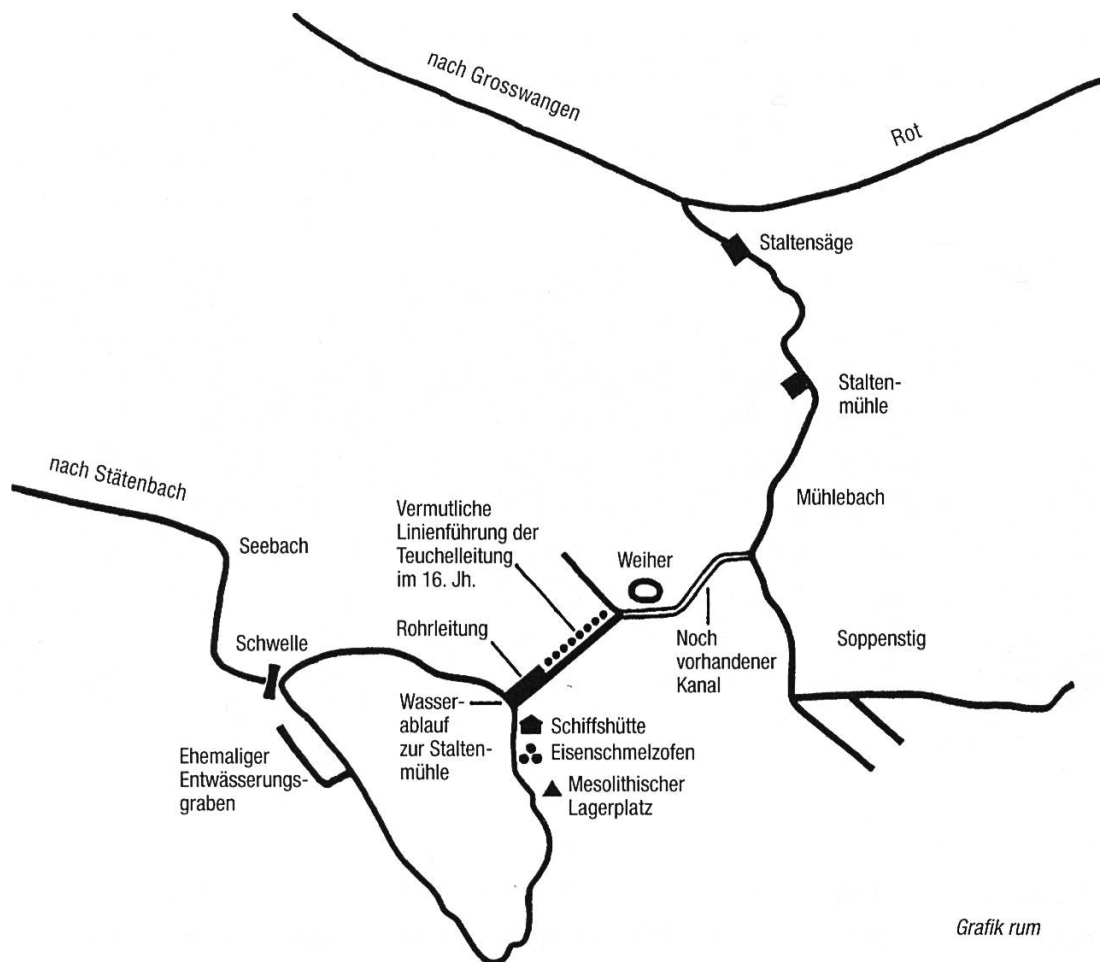 nach Grosswangen
Rot
Staltensäge
Stalten-
mühle
nach Stätenbach
Mühlebach
Vermutliche
Linienführung der
Teuchelleitung
im 16. Jh.
Seebach
Weiher
Rohrleitung
Schwelle
Noch
vorhandener
Kanal
Soppenstig
Wasser-
ablauf
zur Stalten-
mühle
Schiffshütte
Eisenschmelzofen
Ehemaliger
Entwässerungs-
graben
Mesolithischer
Lagerplatz
Grafik rum